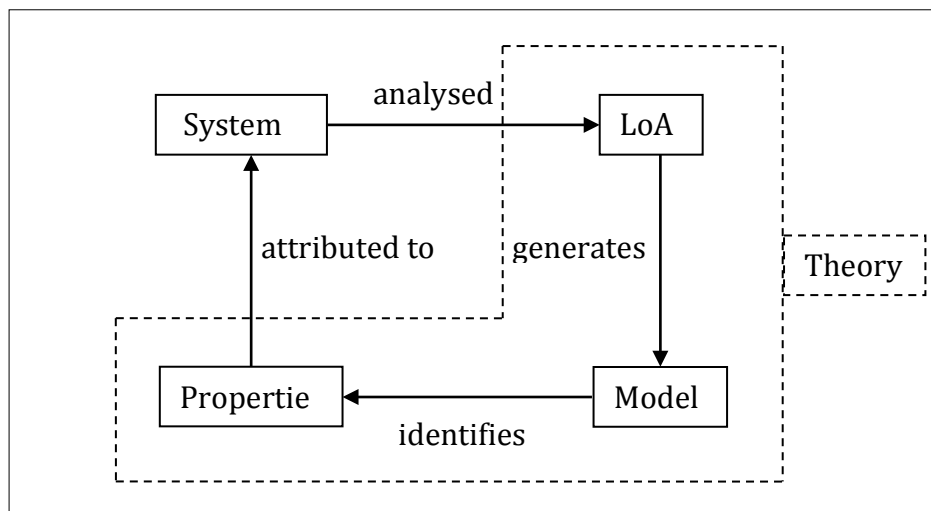 analysed
System
LoA
attributed to
generates
Theory
Propertie
Model
identifies